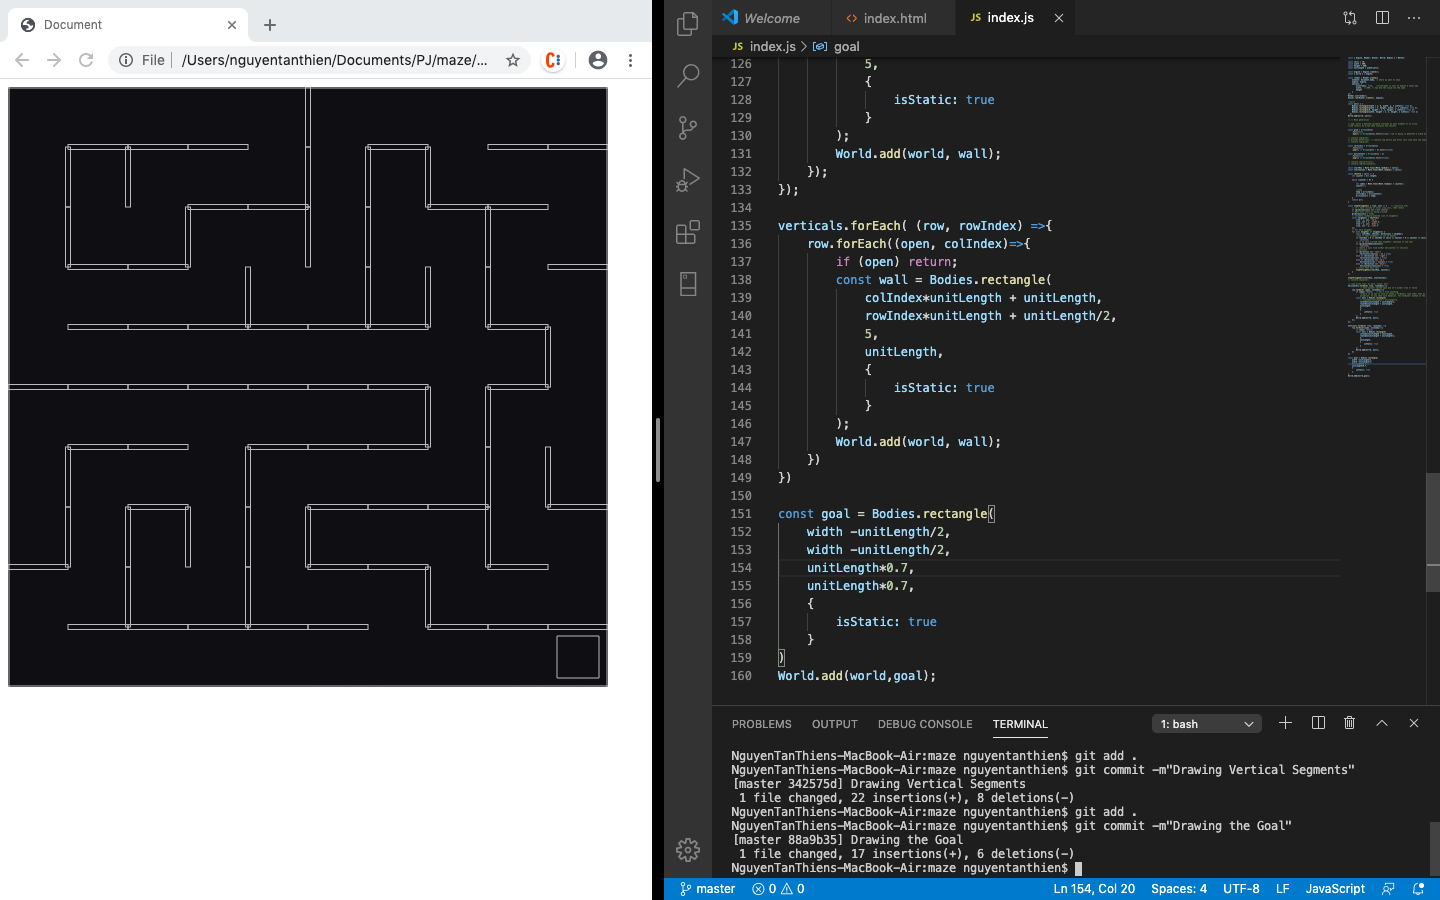 Document
File
/Users/nguyentanthien/Documents/PJ/maze/...
Welcome
<> index.html
JS index.js
JS index.js > goal
126 5,
127 {
128 isStatic: true
129 }
130 );
131 World.add(world, wall);
132 });
133 });
134
135 verticals.forEach( (row, rowIndex) =>{
136 row.forEach((open, colIndex)=>{
137 if (open) return;
138 const wall = Bodies.rectangle(
139 colIndex*unitLength + unitLength,
140 rowIndex*unitLength + unitLength/2,
141 5,
142 unitLength,
143 {
144 isStatic: true
145 }
146 );
147 World.add(world, wall);
148 })
149 })
150
151 const goal = Bodies.rectangle(
152 width -unitLength/2,
153 width -unitLength/2,
154 unitLength*0.7,
155 unitLength*0.7,
156 {
157 isStatic: true
158 }
159 )
160 World.add(world,goal);
PROBLEMS OUTPUT DEBUG CONSOLE TERMINAL 1: bash
NguyenTanThiens-MacBook-Air:maze nguyentanthien$ git add .
NguyenTanThiens-MacBook-Air:maze nguyentanthien$ git commit -m"Drawing Vertical Segments"
[master 342575d] Drawing Vertical Segments
1 file changed, 22 insertions(+), 8 deletions(-)
NguyenTanThiens-MacBook-Air:maze nguyentanthien$ git add .
NguyenTanThiens-MacBook-Air:maze nguyentanthien$ git commit -m"Drawing the Goal"
[master 88a9b35] Drawing the Goal
1 file changed, 17 insertions(+), 6 deletions(-)
NguyenTanThiens-MacBook-Air:maze nguyentanthien$
master 0 0 Ln 154, Col 20 Spaces: 4 UTF-8 LF JavaScript